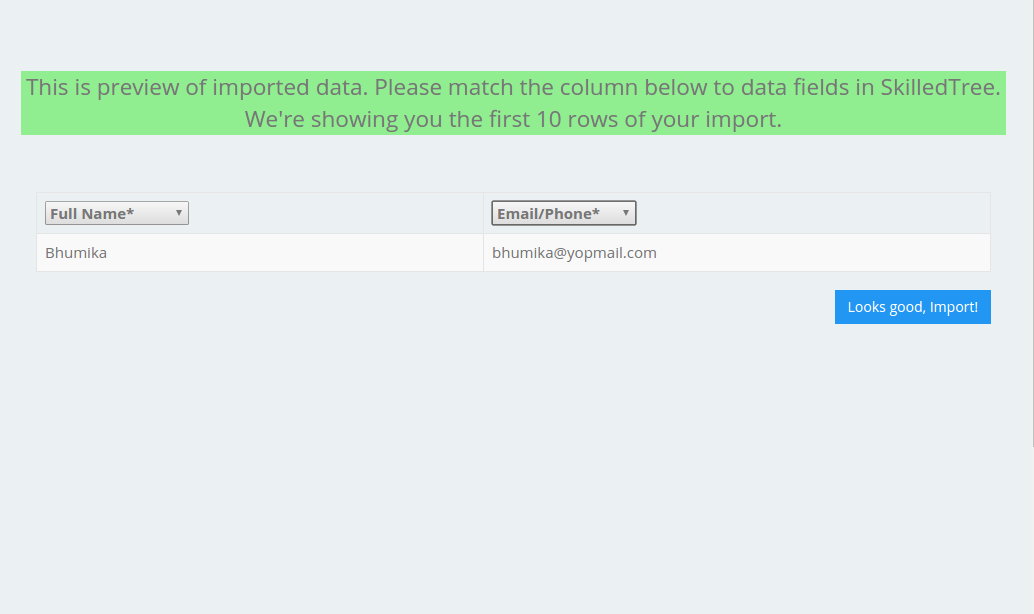 This is preview of imported data. Please match the column below to data fields in SkilledTree.
We're showing you the first 10 rows of your import.
Full Name*
Email/Phone*
Bhumika
bhumika@yopmail.com
Looks good, Import!